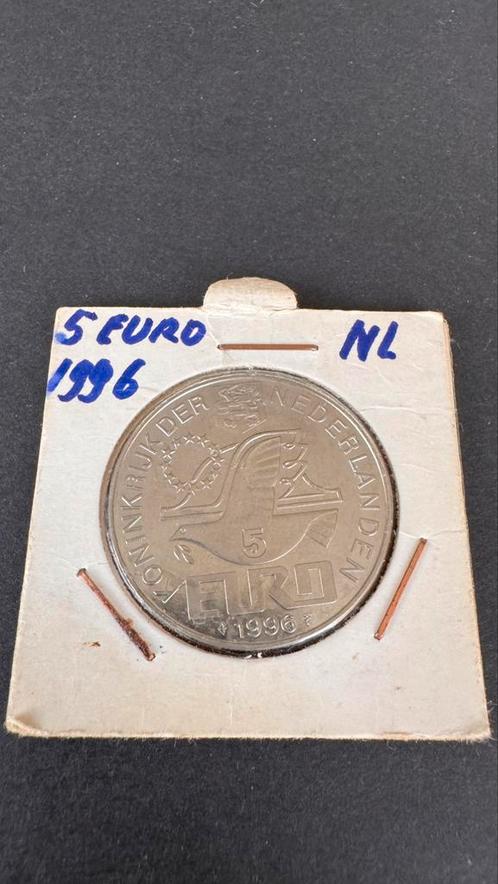 5 EURO NL
1996
KONINKRIJK DER NEDERLANDEN
5
EURO
1996